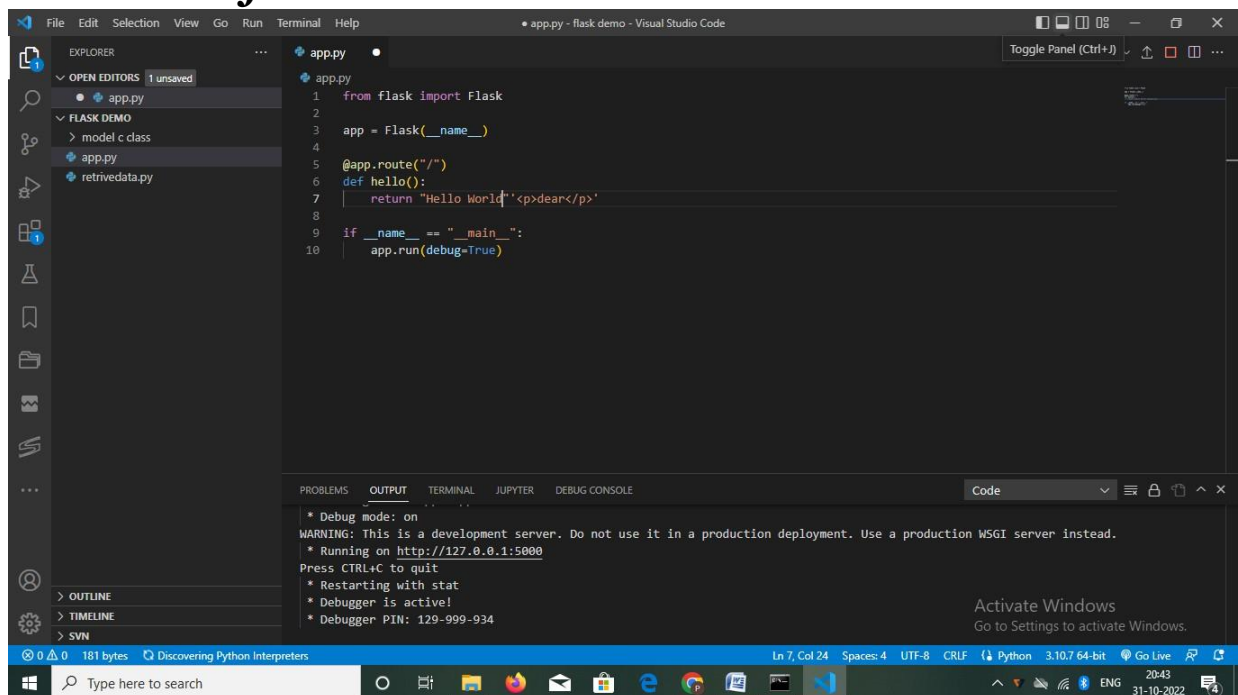 File Edit Selection View Go Run Terminal Help ● app.py - flask demo - Visual Studio Code
EXPLORER ... app.py ● Toggle Panel (Ctrl+J)
OPEN EDITORS 1 unsaved
● app.py
FLASK DEMO
> model c class
app.py
retrivedata.py
app.py
1 from flask import Flask
2
3 app = Flask(__name__)
4
5 @app.route("/")
6 def hello():
7     return "Hello World"'<p>dear</p>'
8
9 if __name__ == "__main__":
10     app.run(debug=True)
PROBLEMS OUTPUT TERMINAL JUPYTER DEBUG CONSOLE Code
* Debug mode: on
WARNING: This is a development server. Do not use it in a production deployment. Use a production WSGI server instead.
* Running on http://127.0.0.1:5000
Press CTRL+C to quit
* Restarting with stat
* Debugger is active!
* Debugger PIN: 129-999-934
> OUTLINE
> TIMELINE
> SVN
Activate Windows
Go to Settings to activate Windows.
0 0 181 bytes Discovering Python Interpreters Ln 7, Col 24 Spaces: 4 UTF-8 CRLF Python 3.10.7 64-bit Go Live
Type here to search ENG 20:43
31-10-2022 4